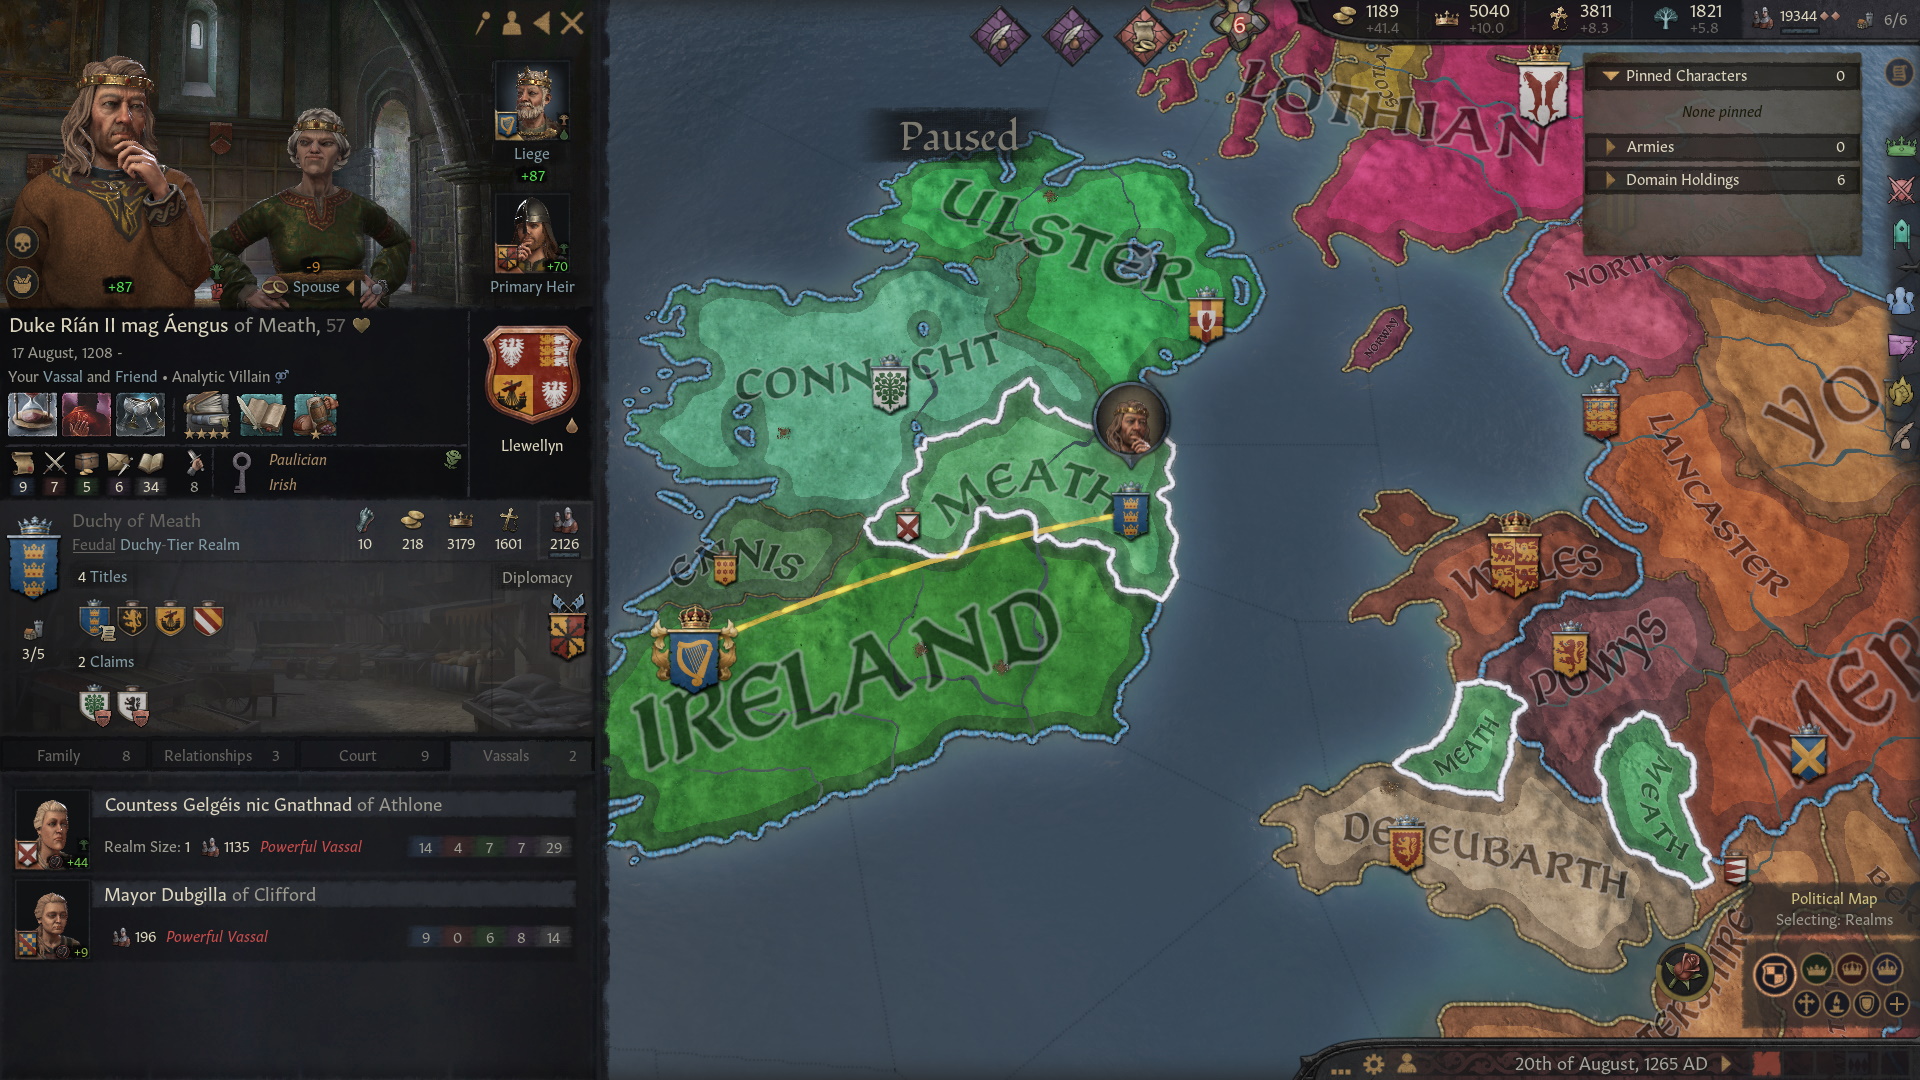 6
1189
+41.4
5040
+10.0
3811
+8.3
1821
+5.8
19344
6/6
Liege
+87
Primary Heir
+70
+87
-9
Spouse
Duke Ríán II mag Áengus of Meath, 57
17 August, 1208 -
Your Vassal and Friend • Analytic Villain
Llewellyn
9 7 5 6 34 8
Paulician
Irish
Duchy of Meath
Feudal Duchy-Tier Realm
10 218 3179 1601 2126
4 Titles
Diplomacy
3/5
2 Claims
Family 8
Relationships 3
Court 9
Vassals 2
Countess Gelgéis nic Gnathnad of Athlone
Realm Size: 1 1135 Powerful Vassal 14 4 7 7 29
+44
Mayor Dubgilla of Clifford
196 Powerful Vassal 9 0 6 8 14
+9
Paused
Pinned Characters 0
None pinned
Armies 0
Domain Holdings 6
LOTHIAN
ULSTER
CONNACHT
MEATH
ENNIS
IRELAND
NORWAY
LANCASTER
WALES
POWYS
MEATH
MEATH
DEHEUBARTH
Political Map
Selecting: Realms
20th of August, 1265 AD